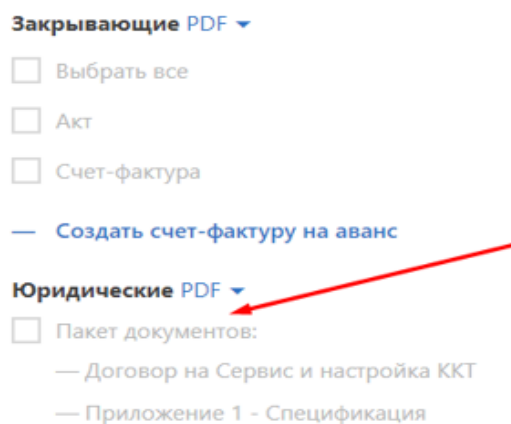 Закрывающие PDF
Выбрать все
Акт
Счет-фактура
— Создать счет-фактуру на аванс
Юридические PDF
Пакет документов:
— Договор на Сервис и настройка ККТ
— Приложение 1 - Спецификация